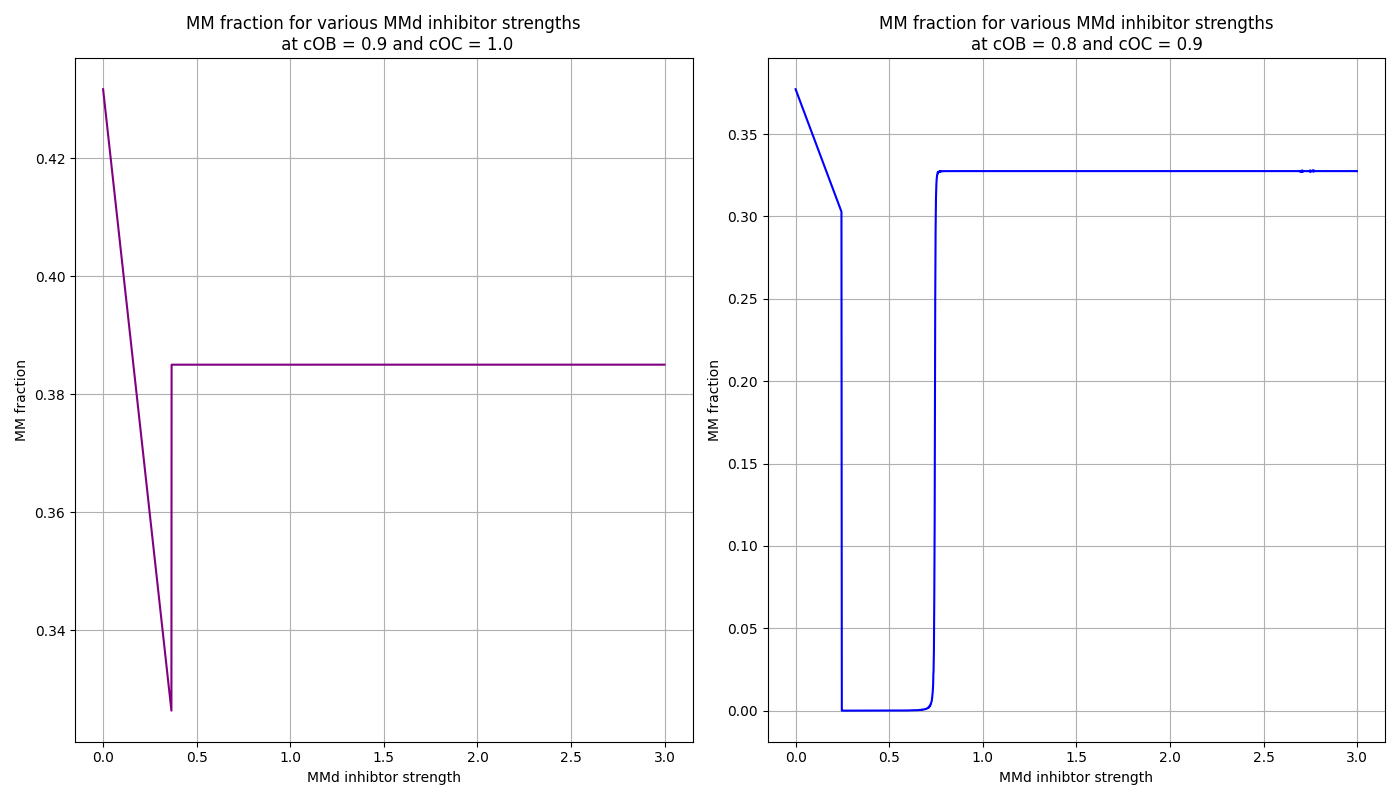 MM fraction for various MMd inhibitor strengths
at cOB = 0.9 and cOC = 1.0
MM fraction
0.42
0.40
0.38
0.36
0.34
0.0 0.5 1.0 1.5 2.0 2.5 3.0
MMd inhibtor strength
MM fraction for various MMd inhibitor strengths
at cOB = 0.8 and cOC = 0.9
MM fraction
0.35
0.30
0.25
0.20
0.15
0.10
0.05
0.00
0.0 0.5 1.0 1.5 2.0 2.5 3.0
MMd inhibtor strength